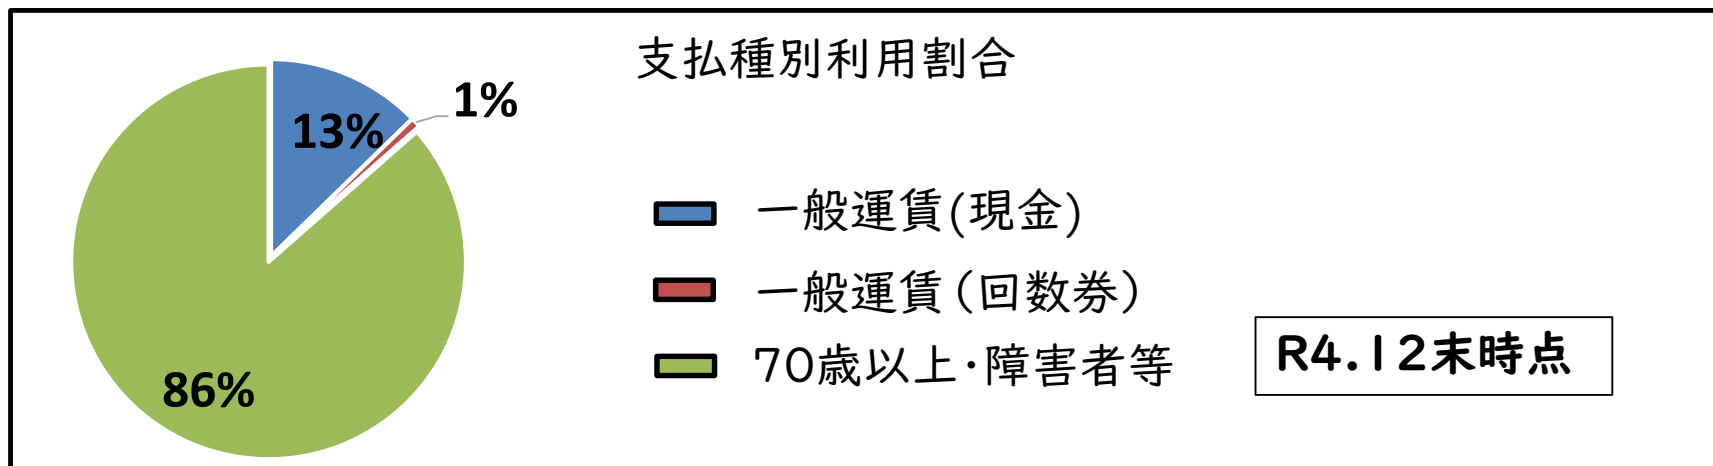 支払種別利用割合
13%
1%
86%
一般運賃(現金)
一般運賃(回数券)
70歳以上・障害者等
R4.12末時点